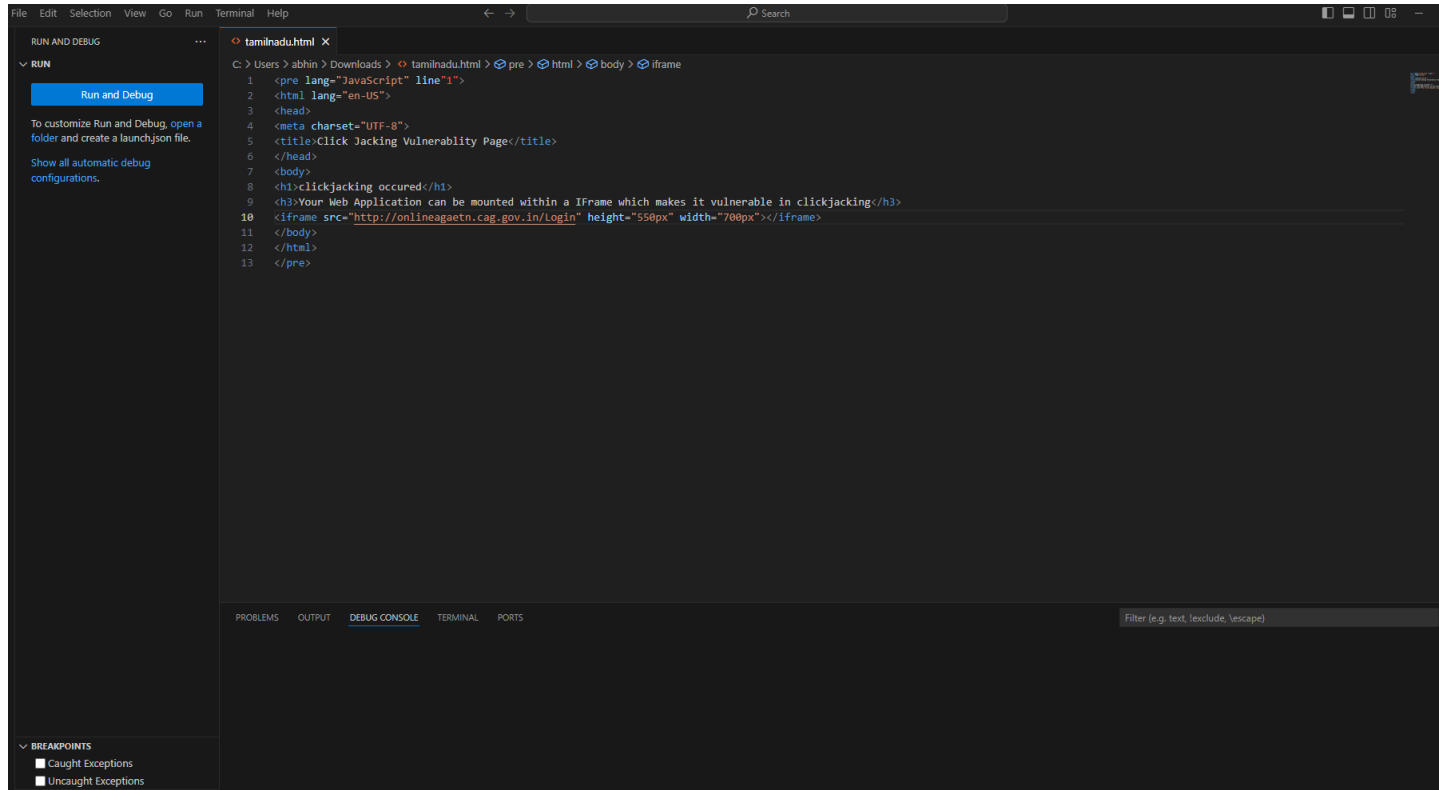 File Edit Selection View Go Run Terminal Help
Search
RUN AND DEBUG
tamilnadu.html
RUN
C: > Users > abhin > Downloads > tamilnadu.html > pre > html > body > iframe
Run and Debug
To customize Run and Debug, open a
folder and create a launch.json file.
Show all automatic debug
configurations.
1 <pre lang="JavaScript" line"1">
2 <html lang="en-US">
3 <head>
4 <meta charset="UTF-8">
5 <title>Click Jacking Vulnerablity Page</title>
6 </head>
7 <body>
8 <h1>clickjacking occured</h1>
9 <h3>Your Web Application can be mounted within a IFrame which makes it vulnerable in clickjacking</h3>
10 <iframe src="http://onlineagaetn.cag.gov.in/Login" height="550px" width="700px"></iframe>
11 </body>
12 </html>
13 </pre>
PROBLEMS OUTPUT DEBUG CONSOLE TERMINAL PORTS
Filter (e.g. text, !exclude, \escape)
BREAKPOINTS
Caught Exceptions
Uncaught Exceptions